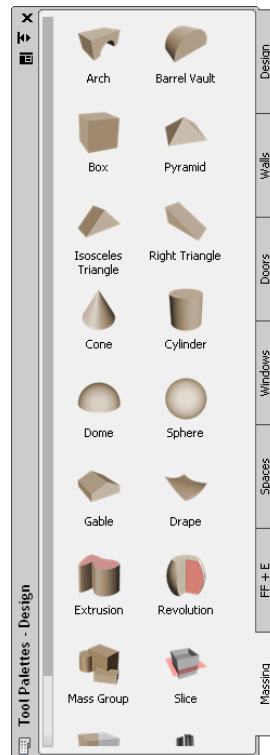 Arch
Barrel Vault
Box
Pyramid
Isosceles
Triangle
Right Triangle
Cone
Cylinder
Dome
Sphere
Gable
Drape
Extrusion
Revolution
Mass Group
Slice
Design
Walls
Doors
Windows
Spaces
FF + E
Massing
Tool Palettes - Design